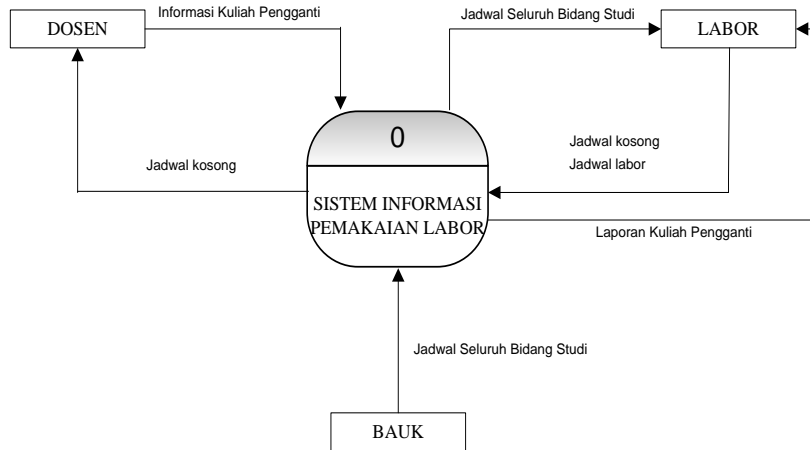 Informasi Kuliah Pengganti
Jadwal Seluruh Bidang Studi
DOSEN
LABOR
0
Jadwal kosong
Jadwal labor
Jadwal kosong
SISTEM INFORMASI
PEMAKAIAN LABOR
Laporan Kuliah Pengganti
Jadwal Seluruh Bidang Studi
BAUK